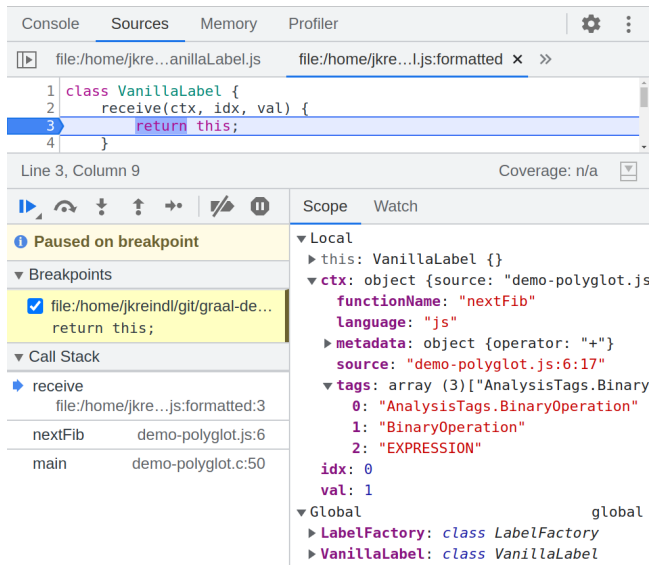 Console Sources Memory Profiler
file:/home/jkre…anillaLabel.js file:/home/jkre…l.js:formatted × »
1 class VanillaLabel {
2 receive(ctx, idx, val) {
3 return this;
4 }
Line 3, Column 9 Coverage: n/a
Scope Watch
Paused on breakpoint
Breakpoints
file:/home/jkreindl/git/graal-de…
return this;
Call Stack
receive
file:/home/jkre…js:formatted:3
nextFib demo-polyglot.js:6
main demo-polyglot.c:50
Local
this: VanillaLabel {}
ctx: object {source: "demo-polyglot.js
functionName: "nextFib"
language: "js"
metadata: object {operator: "+"}
source: "demo-polyglot.js:6:17"
tags: array (3)["AnalysisTags.Binary
0: "AnalysisTags.BinaryOperation"
1: "BinaryOperation"
2: "EXPRESSION"
idx: 0
val: 1
Global global
LabelFactory: class LabelFactory
VanillaLabel: class VanillaLabel